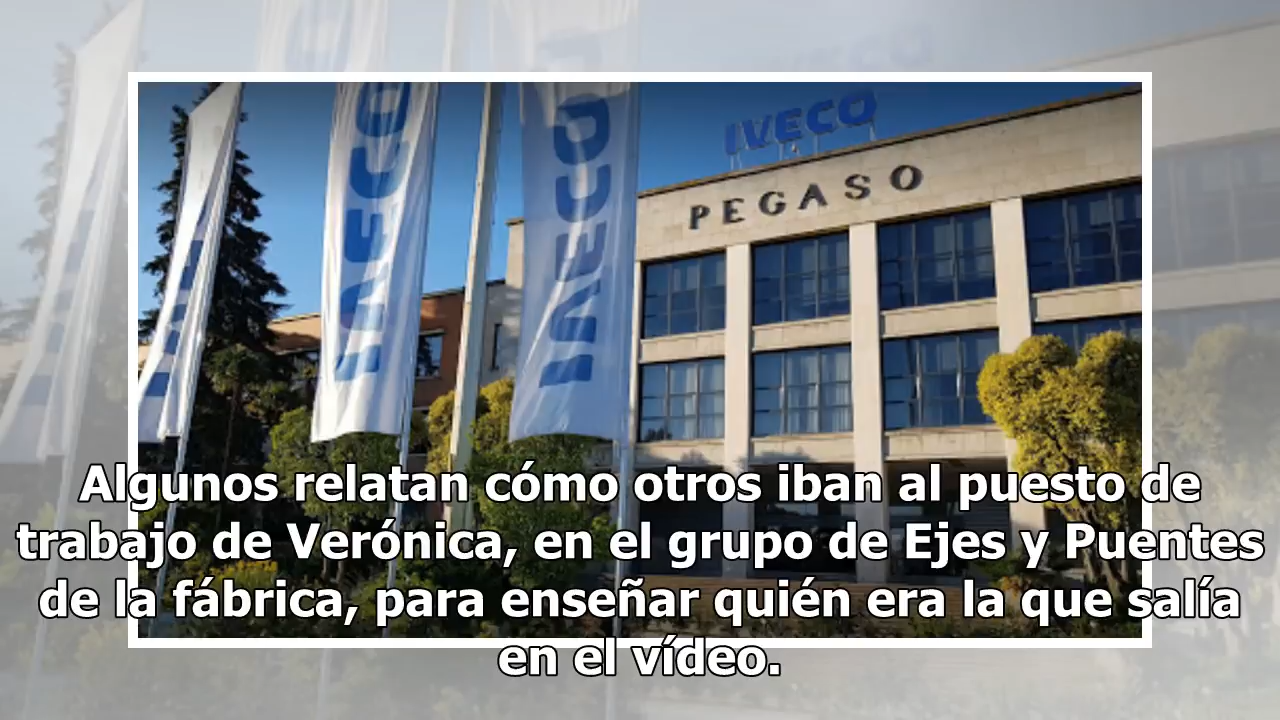 IVECO
IVECO
IVECO
PEGASO
Algunos relatan cómo otros iban al puesto de
trabajo de Verónica, en el grupo de Ejes y Puentes
de la fábrica, para enseñar quién era la que salía
en el vídeo.